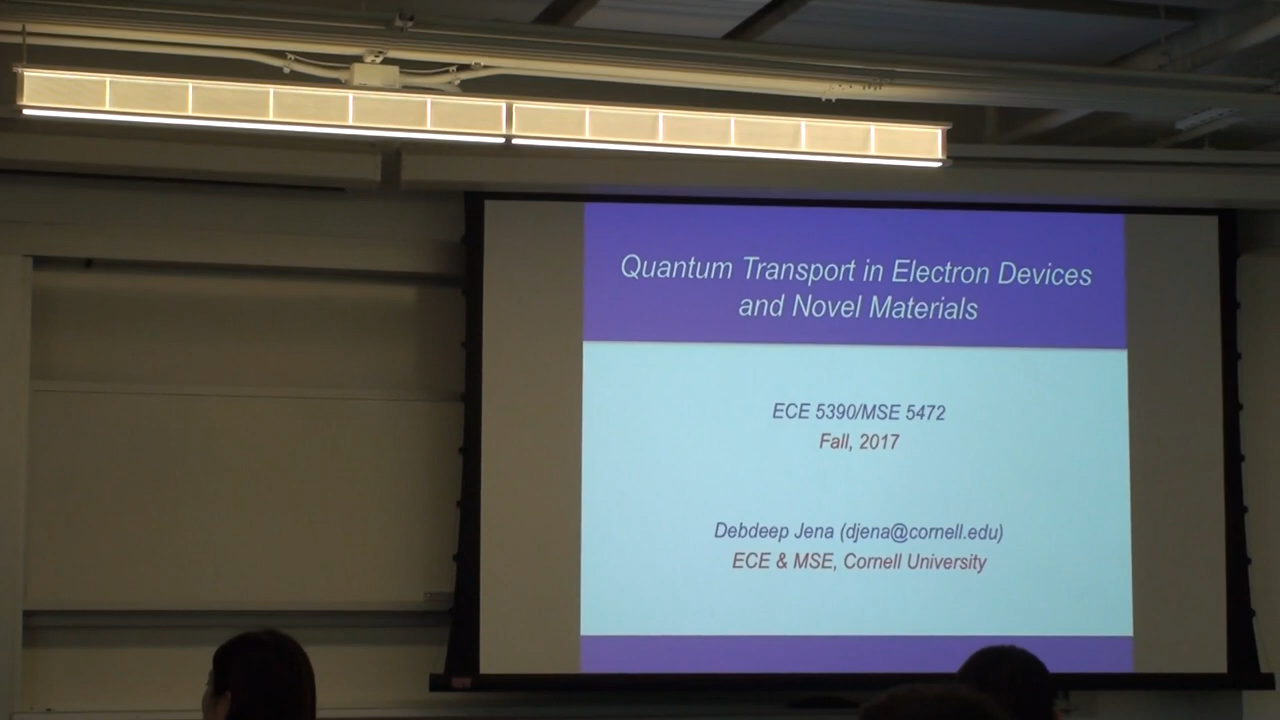 Quantum Transport in Electron Devices
and Novel Materials
ECE 5390/MSE 5472
Fall, 2017
Debdeep Jena (djena@cornell.edu)
ECE & MSE, Cornell University